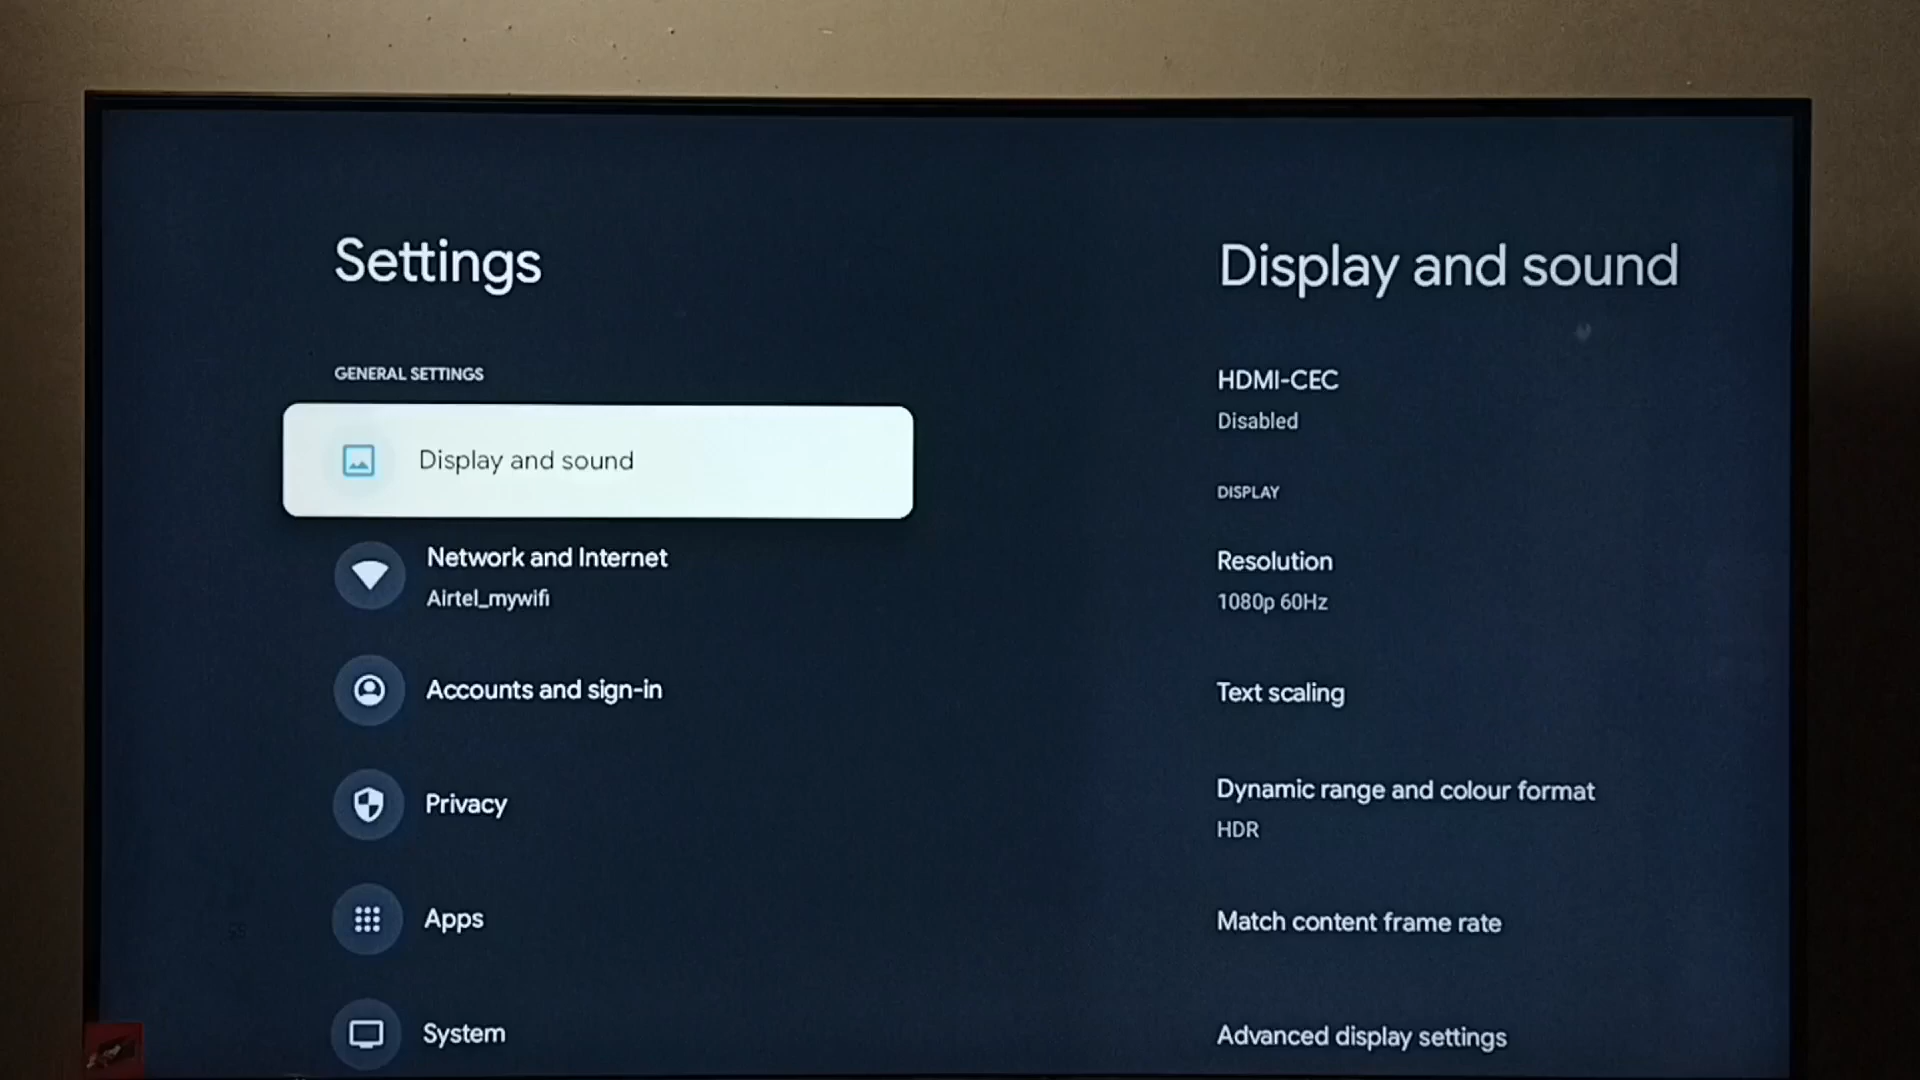 Settings
GENERAL SETTINGS
Display and sound
Network and Internet
Airtel_mywifi
Accounts and sign-in
Privacy
Apps
System
Display and sound
HDMI-CEC
Disabled
DISPLAY
Resolution
1080p 60Hz
Text scaling
Dynamic range and colour format
HDR
Match content frame rate
Advanced display settings